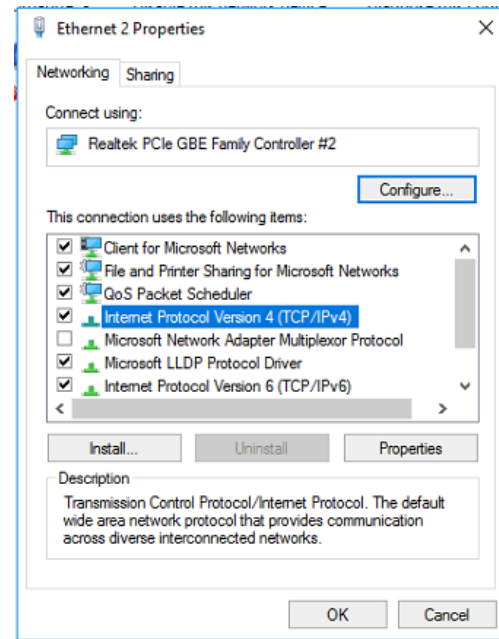 Ethernet 2 Properties
Networking
Sharing
Connect using:
Realtek PCIe GBE Family Controller #2
Configure...
This connection uses the following items:
Client for Microsoft Networks
File and Printer Sharing for Microsoft Networks
QoS Packet Scheduler
Internet Protocol Version 4 (TCP/IPv4)
Microsoft Network Adapter Multiplexor Protocol
Microsoft LLDP Protocol Driver
Internet Protocol Version 6 (TCP/IPv6)
Install...
Uninstall
Properties
Description
Transmission Control Protocol/Internet Protocol. The default
wide area network protocol that provides communication
across diverse interconnected networks.
OK
Cancel